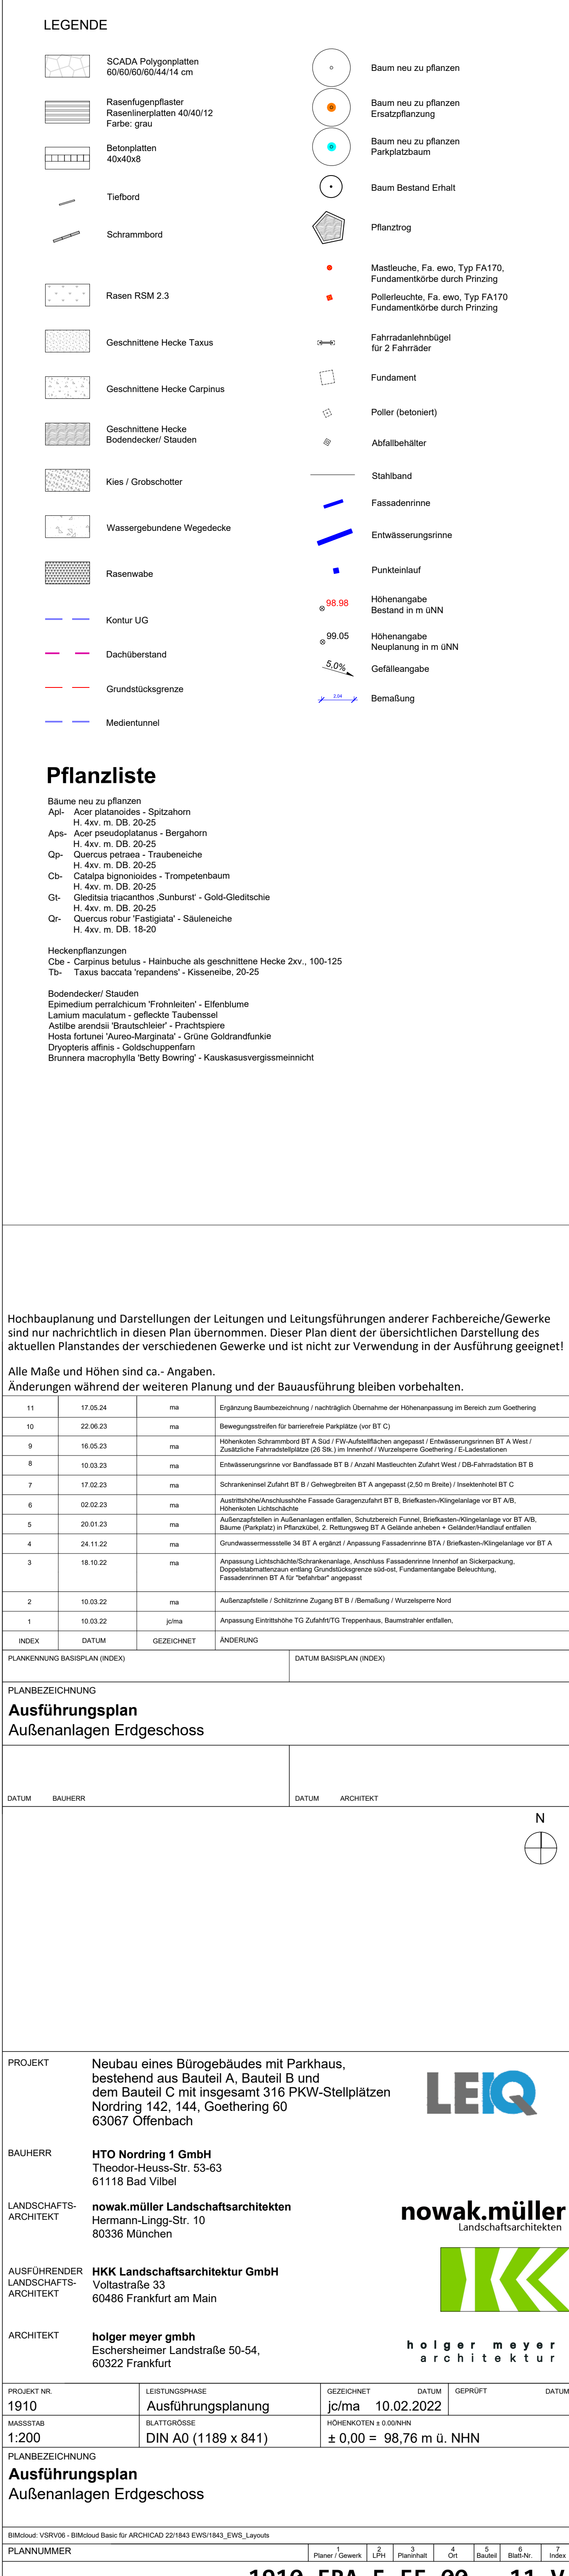 LEGENDE
SCADA Polygonplatten
60/60/60/60/44/14 cm
Rasenfugenpflaster
Rasenlinerplatten 40/40/12
Farbe: grau
Betonplatten
40x40x8
Tiefbord
Schrammbord
Rasen RSM 2.3
Geschnittene Hecke Taxus
Geschnittene Hecke Carpinus
Geschnittene Hecke
Bodendecker/ Stauden
Kies / Grobschotter
Wassergebundene Wegedecke
Rasenwabe
Kontur UG
Dachüberstand
Grundstücksgrenze
Medientunnel
Baum neu zu pflanzen
Baum neu zu pflanzen
Ersatzpflanzung
Baum neu zu pflanzen
Parkplatzbaum
Baum Bestand Erhalt
Pflanztrog
Mastleuche, Fa. ewo, Typ FA170,
Fundamentkörbe durch Prinzing
Pollerleuchte, Fa. ewo, Typ FA170
Fundamentkörbe durch Prinzing
Fahrradanlehnbügel
für 2 Fahrräder
Fundament
Poller (betoniert)
Abfallbehälter
Stahlband
Fassadenrinne
Entwässerungsrinne
Punkteinlauf
98.98
Höhenangabe
Bestand in m üNN
99.05
Höhenangabe
Neuplanung in m üNN
5,0%
Gefälleangabe
2,04
Bemaßung
Pflanzliste
Bäume neu zu pflanzen
Apl- Acer platanoides - Spitzahorn
H. 4xv. m. DB. 20-25
Aps- Acer pseudoplatanus - Bergahorn
H. 4xv. m. DB. 20-25
Qp- Quercus petraea - Traubeneiche
H. 4xv. m. DB. 20-25
Cb- Catalpa bignonioides - Trompetenbaum
H. 4xv. m. DB. 20-25
Gt- Gleditsia triacanthos ‚Sunburst' - Gold-Gleditschie
H. 4xv. m. DB. 20-25
Qr- Quercus robur 'Fastigiata' - Säuleneiche
H. 4xv. m. DB. 18-20
Heckenpflanzungen
Cbe - Carpinus betulus - Hainbuche als geschnittene Hecke 2xv., 100-125
Tb- Taxus baccata 'repandens' - Kisseneibe, 20-25
Bodendecker/ Stauden
Epimedium perralchicum 'Frohnleiten' - Elfenblume
Lamium maculatum - gefleckte Taubenssel
Astilbe arendsii 'Brautschleier' - Prachtspiere
Hosta fortunei 'Aureo-Marginata' - Grüne Goldrandfunkie
Dryopteris affinis - Goldschuppenfarn
Brunnera macrophylla 'Betty Bowring' - Kauskasusvergissmeinnicht
Hochbauplanung und Darstellungen der Leitungen und Leitungsführungen anderer Fachbereiche/Gewerke
sind nur nachrichtlich in diesen Plan übernommen. Dieser Plan dient der übersichtlichen Darstellung des
aktuellen Planstandes der verschiedenen Gewerke und ist nicht zur Verwendung in der Ausführung geeignet!
Alle Maße und Höhen sind ca.- Angaben.
Änderungen während der weiteren Planung und der Bauausführung bleiben vorbehalten.
11 17.05.24 ma Ergänzung Baumbezeichnung / nachträglich Übernahme der Höhenanpassung im Bereich zum Goethering
10 22.06.23 ma Bewegungsstreifen für barrierefreie Parkplätze (vor BT C)
9 16.05.23 ma Höhenkoten Schrammbord BT A Süd / FW-Aufstellflächen angepasst / Entwässerungsrinnen BT A West /
Zusätzliche Fahrradstellplätze (26 Stk.) im Innenhof / Wurzelsperre Goethering / E-Ladestationen
8 10.03.23 ma Entwässerungsrinne vor Bandfassade BT B / Anzahl Mastleuchten Zufahrt West / DB-Fahrradstation BT B
7 17.02.23 ma Schrankeninsel Zufahrt BT B / Gehwegbreiten BT A angepasst (2,50 m Breite) / Insektenhotel BT C
6 02.02.23 ma Austrittshöhe/Anschlusshöhe Fassade Garagenzufahrt BT B, Briefkasten-/Klingelanlage vor BT A/B,
Höhenkoten Lichtschächte
5 20.01.23 ma Außenzapfstellen in Außenanlagen entfallen, Schutzbereich Funnel, Briefkasten-/Klingelanlage vor BT A/B,
Bäume (Parkplatz) in Pflanzkübel, 2. Rettungsweg BT A Gelände anheben + Geländer/Handlauf entfallen
4 24.11.22 ma Grundwassermessstelle 34 BT A ergänzt / Anpassung Fassadenrinne BTA / Briefkasten-/Klingelanlage vor BT A
3 18.10.22 ma Anpassung Lichtschächte/Schrankenanlage, Anschluss Fassadenrinne Innenhof an Sickerpackung,
Doppelstabmattenzaun entlang Grundstücksgrenze süd-ost, Fundamentangabe Beleuchtung,
Fassadenrinnen BT A für "befahrbar" angepasst
2 10.03.22 ma Außenzapfstelle / Schlitzrinne Zugang BT B / /Bemaßung / Wurzelsperre Nord
1 10.03.22 jc/ma Anpassung Eintrittshöhe TG Zufahfrt/TG Treppenhaus, Baumstrahler entfallen,
INDEX DATUM GEZEICHNET ÄNDERUNG
PLANKENNUNG BASISPLAN (INDEX) DATUM BASISPLAN (INDEX)
PLANBEZEICHNUNG
Ausführungsplan
Außenanlagen Erdgeschoss
DATUM BAUHERR DATUM ARCHITEKT
N
PROJEKT
Neubau eines Bürogebäudes mit Parkhaus,
bestehend aus Bauteil A, Bauteil B und
dem Bauteil C mit insgesamt 316 PKW-Stellplätzen
Nordring 142, 144, Goethering 60
63067 Offenbach
LEIQ
BAUHERR
HTO Nordring 1 GmbH
Theodor-Heuss-Str. 53-63
61118 Bad Vilbel
LANDSCHAFTS-
ARCHITEKT
nowak.müller Landschaftsarchitekten
Hermann-Lingg-Str. 10
80336 München
nowak.müller
Landschaftsarchitekten
AUSFÜHRENDER
LANDSCHAFTS-
ARCHITEKT
HKK Landschaftsarchitektur GmbH
Voltastraße 33
60486 Frankfurt am Main
ARCHITEKT
holger meyer gmbh
Eschersheimer Landstraße 50-54,
60322 Frankfurt
holger meyer
architektur
PROJEKT NR. LEISTUNGSPHASE GEZEICHNET DATUM GEPRÜFT DATUM
1910 Ausführungsplanung jc/ma 10.02.2022
MASSSTAB BLATTGRÖSSE HÖHENKOTEN ± 0.00/NHN
1:200 DIN A0 (1189 x 841) ± 0,00 = 98,76 m ü. NHN
PLANBEZEICHNUNG
Ausführungsplan
Außenanlagen Erdgeschoss
BIMcloud: VSRV06 - BIMcloud Basic für ARCHICAD 22/1843 EWS/1843_EWS_Layouts
PLANNUMMER
1 2 3 4 5 6 7
Planer / Gewerk LPH Planinhalt Ort Bauteil Blatt-Nr. Index